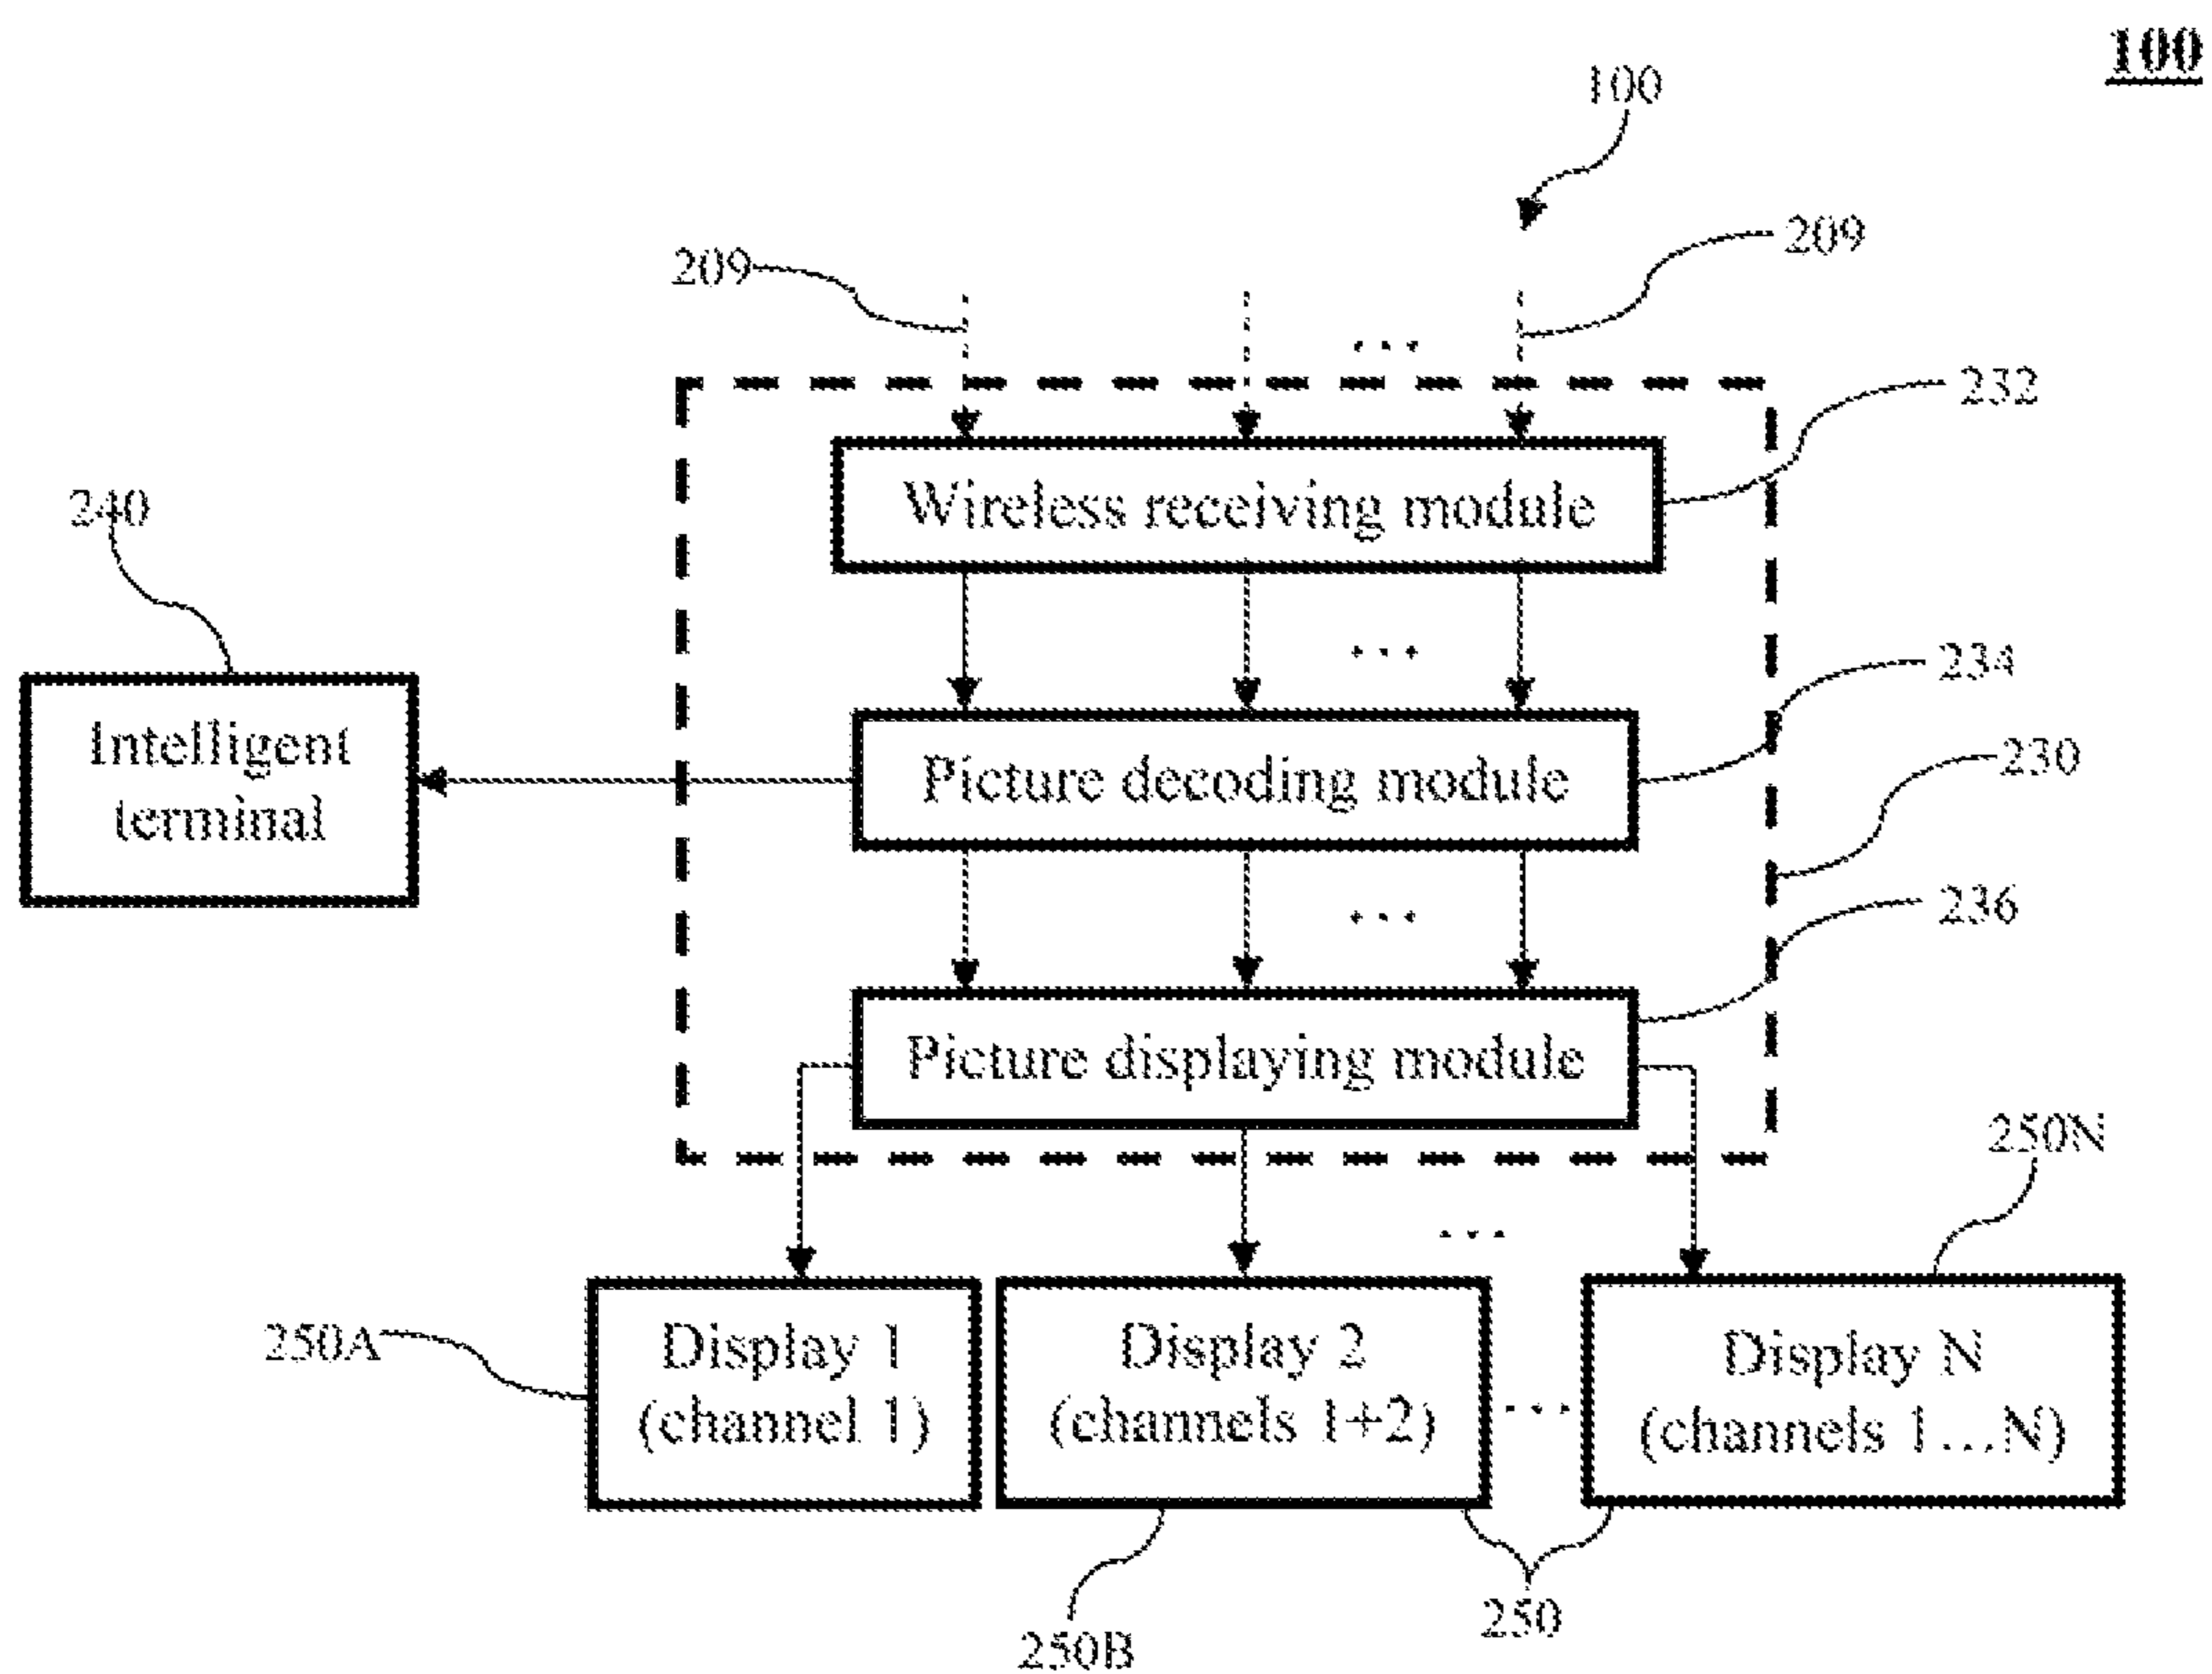 100
100
209
209
...
232
Wireless receiving module
240
...
234
Intelligent
terminal
Picture decoding module
230
...
236
Picture displaying module
250N
...
250A
Display 1
(channel 1)
Display 2
(channels 1+2)
...
Display N
(channels 1...N)
250B
250